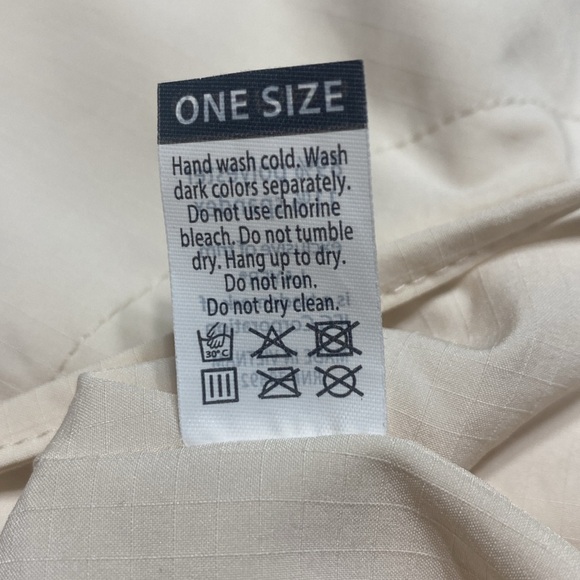 ONE SIZE
Hand wash cold. Wash
dark colors separately.
Do not use chlorine
bleach. Do not tumble
dry. Hang up to dry.
Do not iron.
Do not dry clean.
30°C